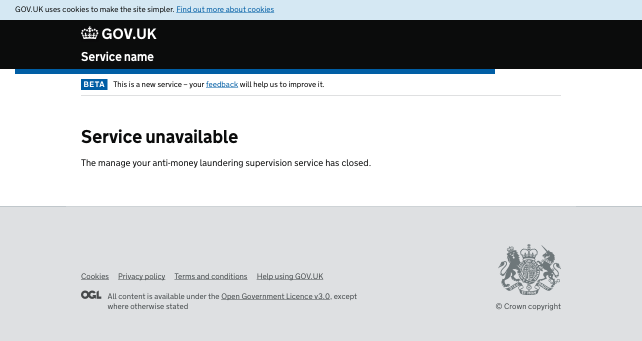 GOV.UK uses cookies to make the site simpler. Find out more about cookies
GOV.UK
Service name
BETA This is a new service – your feedback will help us to improve it.
Service unavailable
The manage your anti-money laundering supervision service has closed.
Cookies Privacy policy Terms and conditions Help using GOV.UK
OGL All content is available under the Open Government Licence v3.0, except
where otherwise stated
© Crown copyright